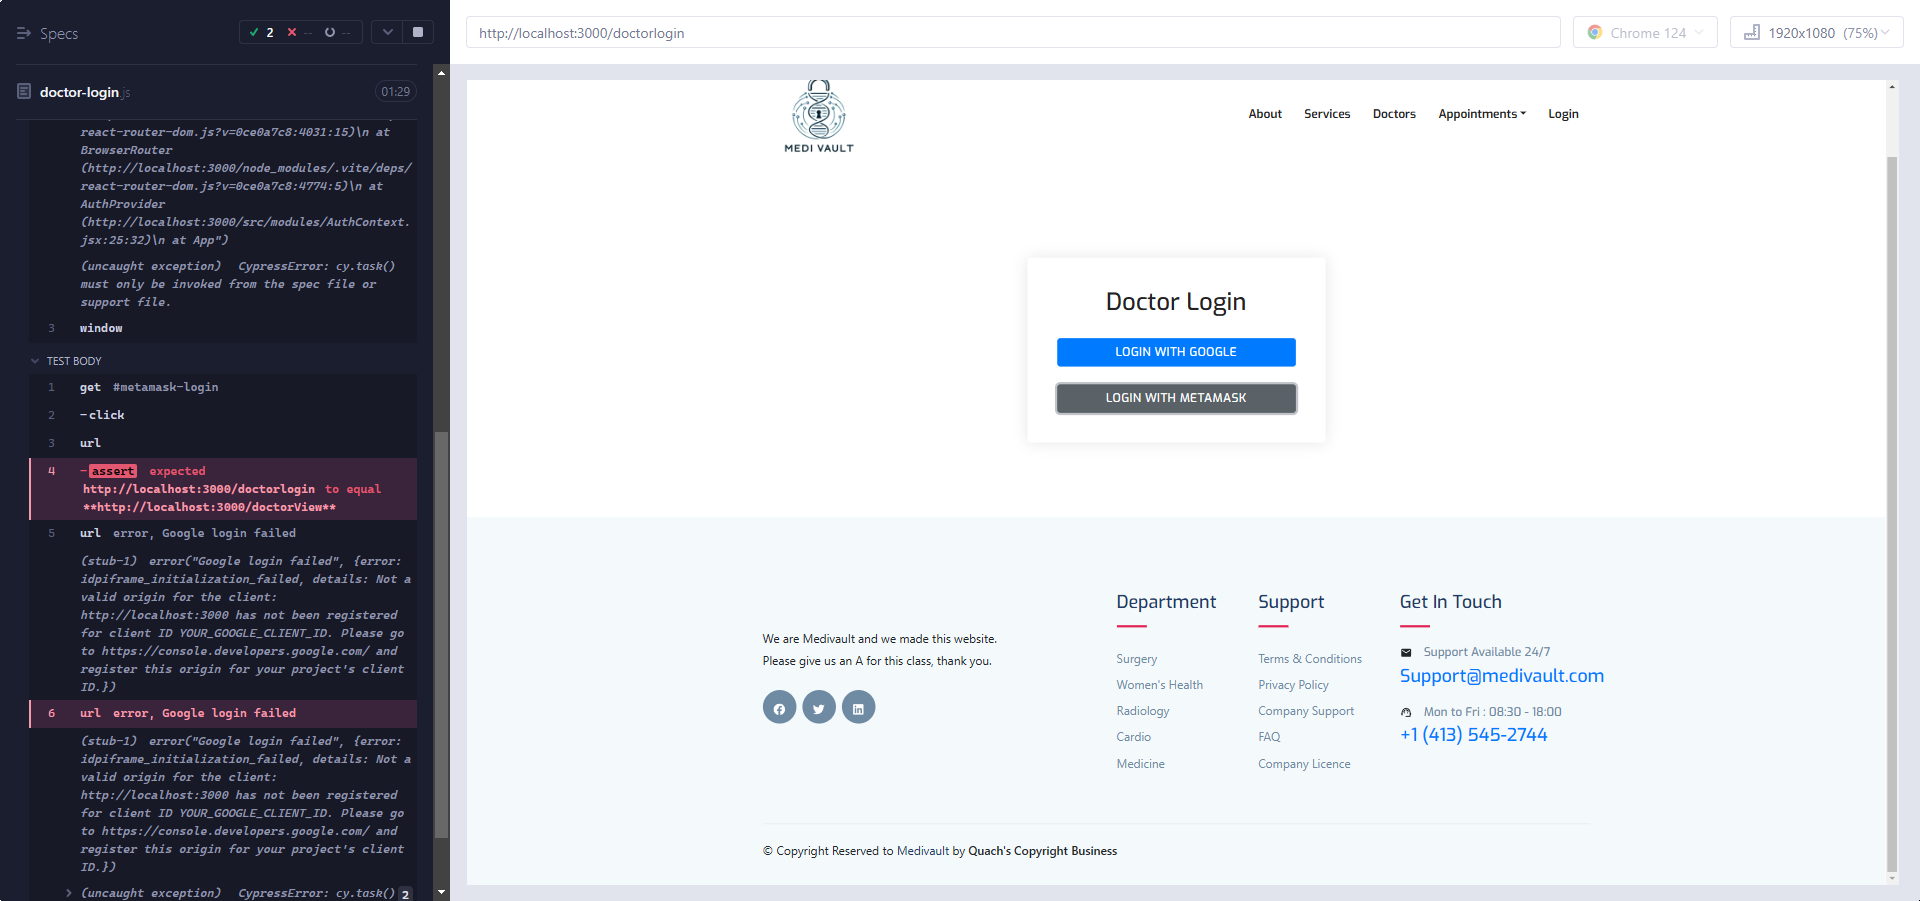 Specs
2
--
--
doctor-login.js
01:29
react-router-dom.js?v=0ce0a7c8:4031:15)\n at
BrowserRouter
(http://localhost:3000/node_modules/.vite/deps/
react-router-dom.js?v=0ce0a7c8:4774:5)\n at
AuthProvider
(http://localhost:3000/src/modules/AuthContext.
jsx:25:32)\n at App")
(uncaught exception) CypressError: cy.task()
must only be invoked from the spec file or
support file.
3 window
TEST BODY
1 get #metamask-login
2 -click
3 url
4 -assert expected
http://localhost:3000/doctorlogin to equal
**http://localhost:3000/doctorView**
5 url error, Google login failed
(stub-1) error("Google login failed", {error:
idpiframe_initialization_failed, details: Not a
valid origin for the client:
http://localhost:3000 has not been registered
for client ID YOUR_GOOGLE_CLIENT_ID. Please go
to https://console.developers.google.com/ and
register this origin for your project's client
ID.})
6 url error, Google login failed
(stub-1) error("Google login failed", {error:
idpiframe_initialization_failed, details: Not a
valid origin for the client:
http://localhost:3000 has not been registered
for client ID YOUR_GOOGLE_CLIENT_ID. Please go
to https://console.developers.google.com/ and
register this origin for your project's client
ID.})
(uncaught exception) CypressError: cy.task() 2
http://localhost:3000/doctorlogin
Chrome 124
1920x1080 (75%)
MEDI VAULT
About
Services
Doctors
Appointments
Login
Doctor Login
LOGIN WITH GOOGLE
LOGIN WITH METAMASK
We are Medivault and we made this website.
Please give us an A for this class, thank you.
Department
Surgery
Women's Health
Radiology
Cardio
Medicine
Support
Terms & Conditions
Privacy Policy
Company Support
FAQ
Company Licence
Get In Touch
Support Available 24/7
Support@medivault.com
Mon to Fri : 08:30 - 18:00
+1 (413) 545-2744
© Copyright Reserved to Medivault by Quach's Copyright Business